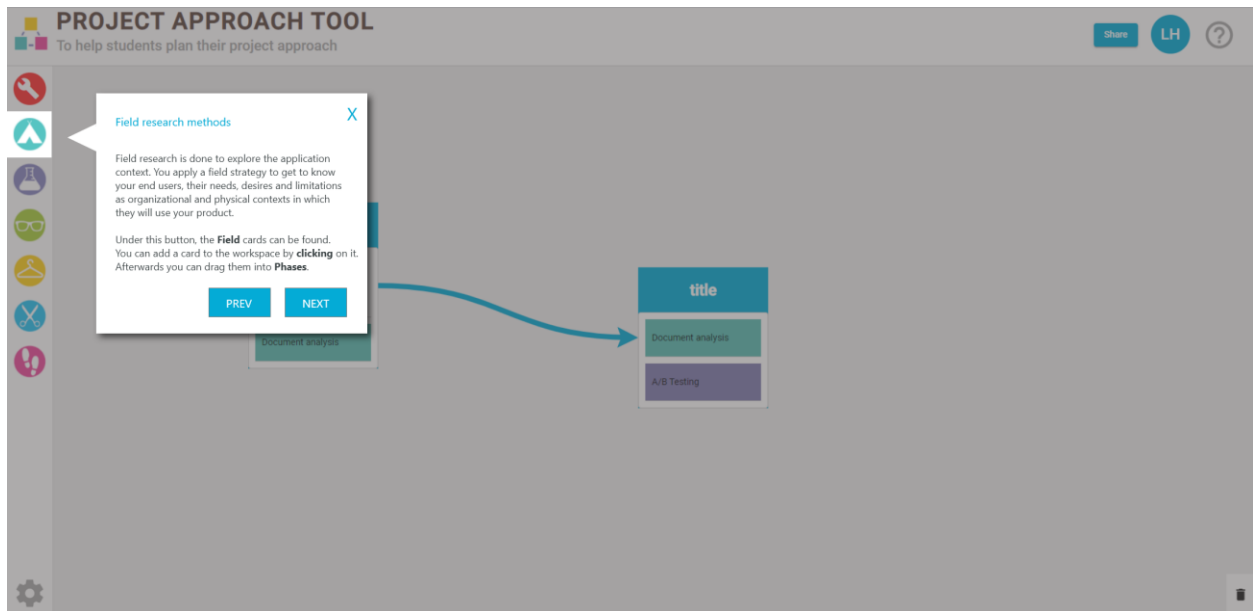 PROJECT APPROACH TOOL
To help students plan their project approach
Share
LH
?
Field research methods
X
Field research is done to explore the application
context. You apply a field strategy to get to know
your end users, their needs, desires and limitations
as organizational and physical contexts in which
they will use your product.
Under this button, the Field cards can be found.
You can add a card to the workspace by clicking on it.
Afterwards you can drag them into Phases.
PREV
NEXT
Document analysis
title
Document analysis
A/B Testing